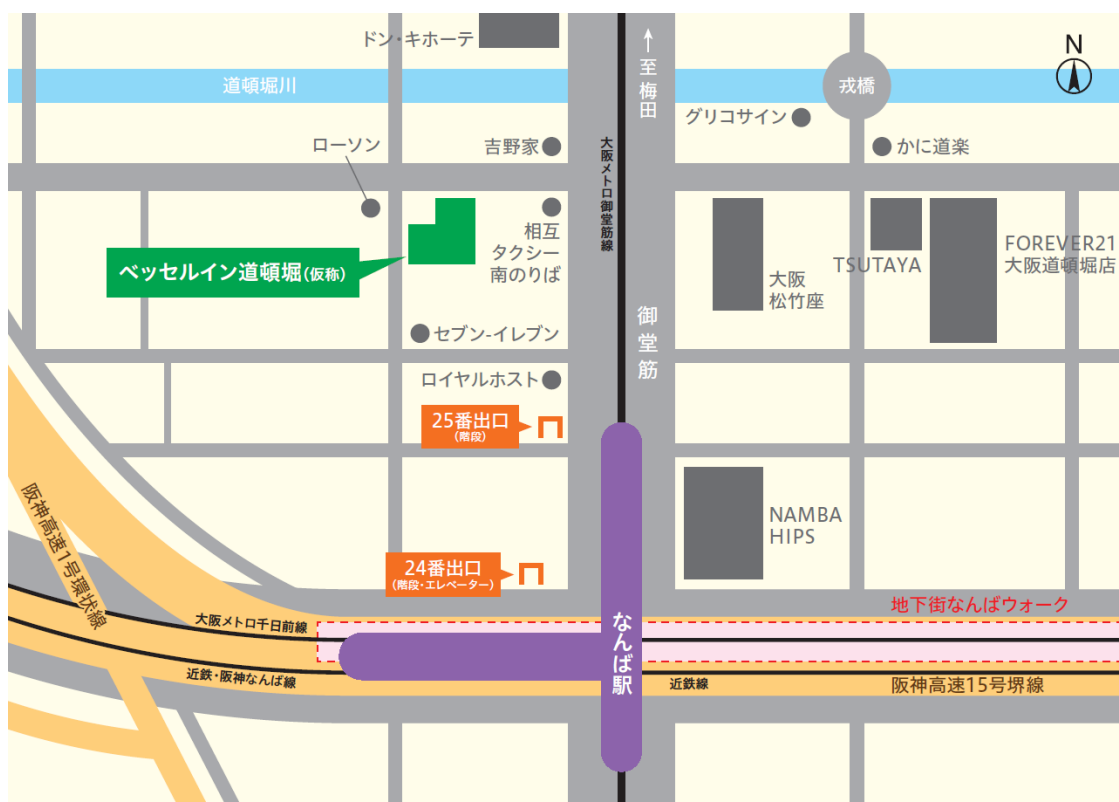 ドン・キホーテ
↑至梅田
N
道頓堀川
戎橋
グリコサイン
ローソン
吉野家
大阪メトロ御堂筋線
かに道楽
相互
タクシー
南のりば
ベッセルイン道頓堀(仮称)
大阪
松竹座
TSUTAYA
FOREVER21
大阪道頓堀店
御堂筋
セブン-イレブン
ロイヤルホスト
25番出口
(階段)
阪神高速1号環状線
NAMBA
HIPS
24番出口
(階段・エレベーター)
地下街なんばウォーク
大阪メトロ千日前線
なんば駅
近鉄・阪神なんば線
近鉄線
阪神高速15号堺線